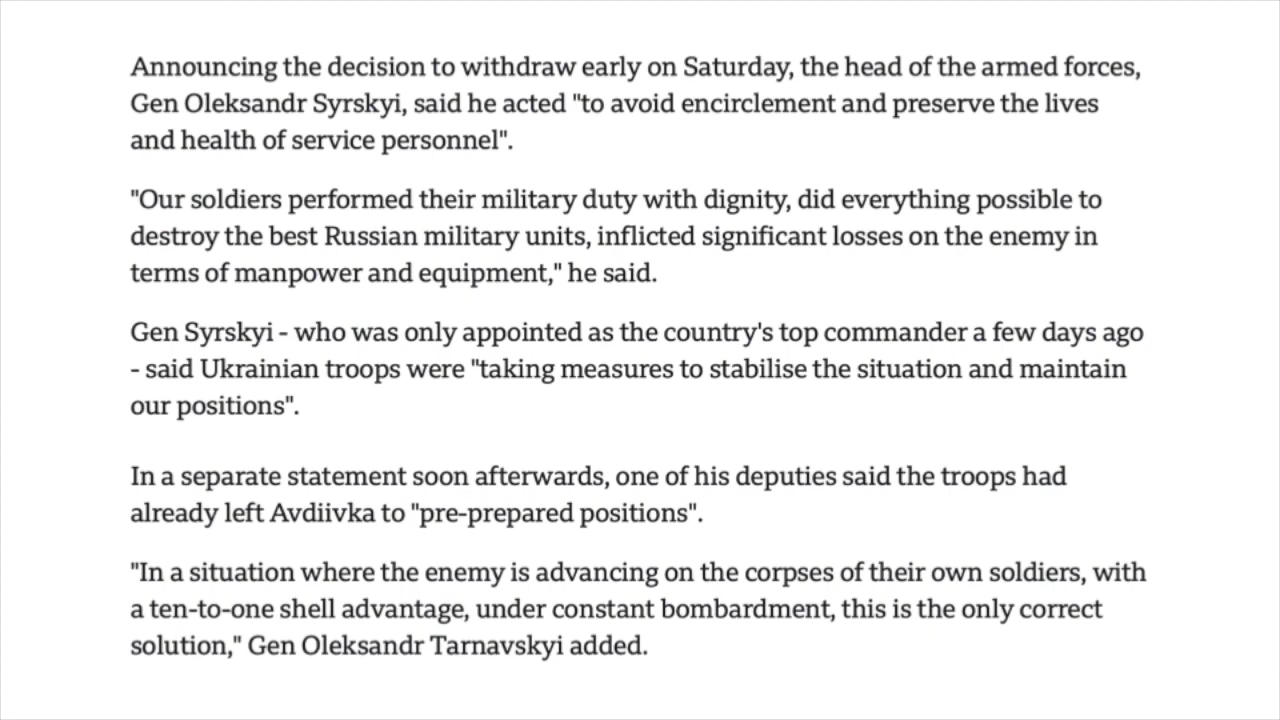 Announcing the decision to withdraw early on Saturday, the head of the armed forces,
Gen Oleksandr Syrskyi, said he acted "to avoid encirclement and preserve the lives
and health of service personnel".
"Our soldiers performed their military duty with dignity, did everything possible to
destroy the best Russian military units, inflicted significant losses on the enemy in
terms of manpower and equipment," he said.
Gen Syrskyi - who was only appointed as the country's top commander a few days ago
- said Ukrainian troops were "taking measures to stabilise the situation and maintain
our positions".
In a separate statement soon afterwards, one of his deputies said the troops had
already left Avdiivka to "pre-prepared positions".
"In a situation where the enemy is advancing on the corpses of their own soldiers, with
a ten-to-one shell advantage, under constant bombardment, this is the only correct
solution," Gen Oleksandr Tarnavskyi added.